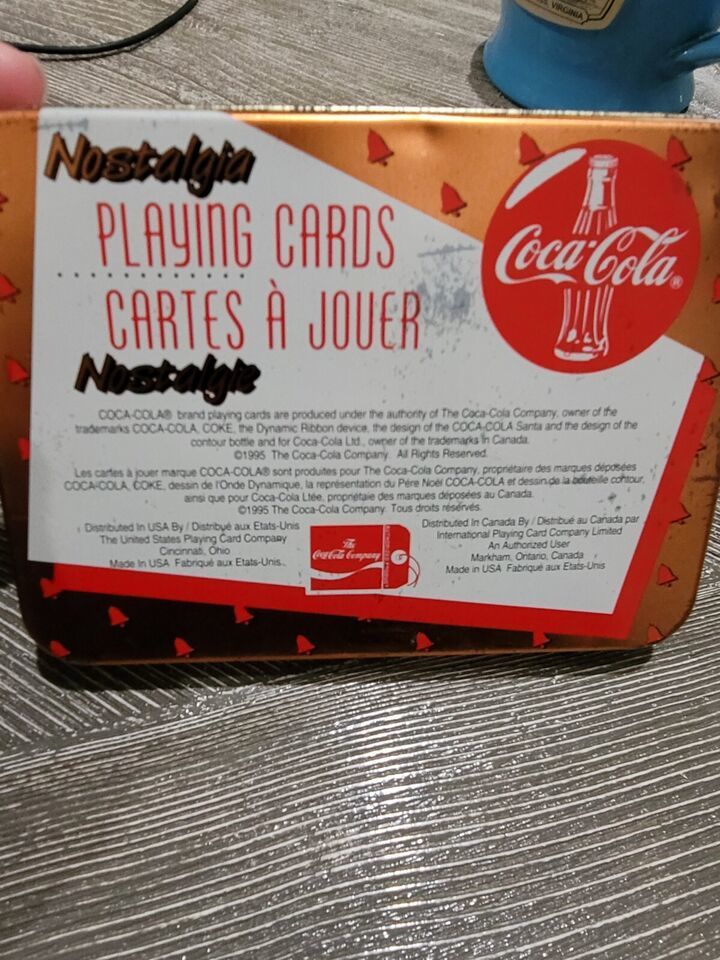 VIRGINIA
Nostalgia
PLAYING CARDS
CARTES À JOUER
Nostalgie
Coca-Cola®
COCA-COLA® brand playing cards are produced under the authority of The Coca-Cola Company, owner of the
trademarks COCA-COLA, COKE, the Dynamic Ribbon device, the design of the COCA-COLA Santa and the design of the
contour bottle and for Coca-Cola Ltd., owner of the trademarks in Canada.
©1995 The Coca-Cola Company. All Rights Reserved.
Les cartes à jouer marque COCA-COLA® sont produites pour The Coca-Cola Company, propriétaire des marques déposées
COCA-COLA, COKE, dessin de l'Onde Dynamique, la représentation du Père Noël COCA-COLA et dessin de la bouteille contour,
ainsi que pour Coca-Cola Ltée, propriétaie des marques déposées au Canada.
©1995 The Coca-Cola Company. Tous droits réservés.
Distributed In USA By / Distribué aux Etats-Unis
The United States Playing Card Company
Cincinnati, Ohio
Made In USA Fabriqué aux Etats-Unis
The
Coca-Cola Company
Distributed In Canada By / Distribué au Canada par
International Playing Card Company Limited
An Authorized User
Markham, Ontario, Canada
Made in USA Fabriqué aux Etats-Unis